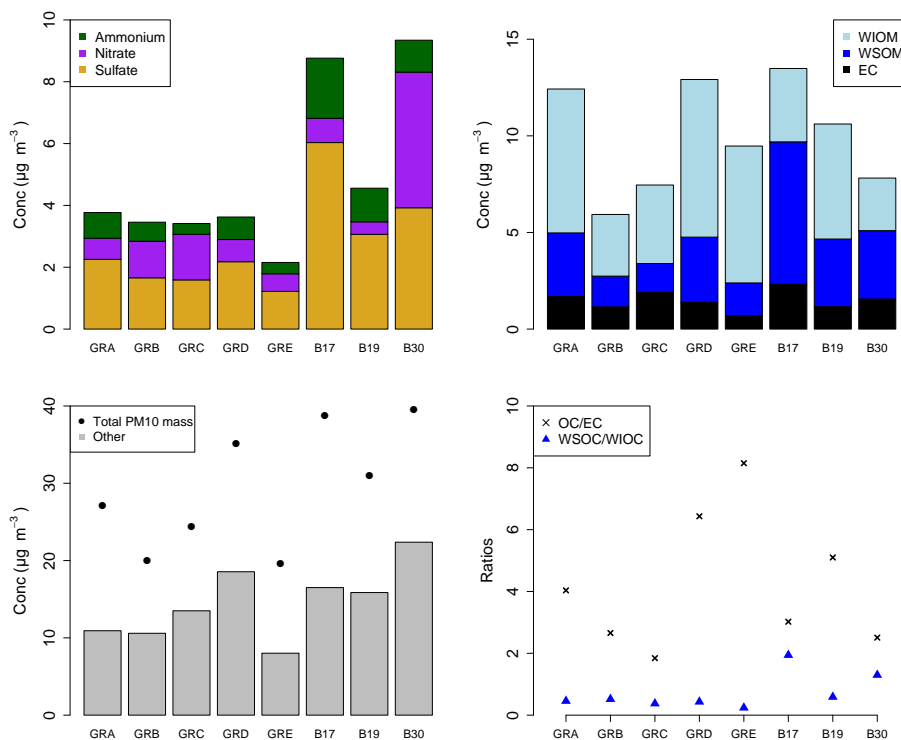 Conc (µg m⁻³)
0 2 4 6 8 10
Ammonium
Nitrate
Sulfate
GRA GRB GRC GRD GRE B17 B19 B30
Conc (µg m⁻³)
0 5 10 15
WIOM
WSOM
EC
GRA GRB GRC GRD GRE B17 B19 B30
Conc (µg m⁻³)
0 10 20 30 40
Total PM10 mass
Other
GRA GRB GRC GRD GRE B17 B19 B30
Ratios
0 2 4 6 8 10
OC/EC
WSOC/WIOC
GRA GRB GRC GRD GRE B17 B19 B30